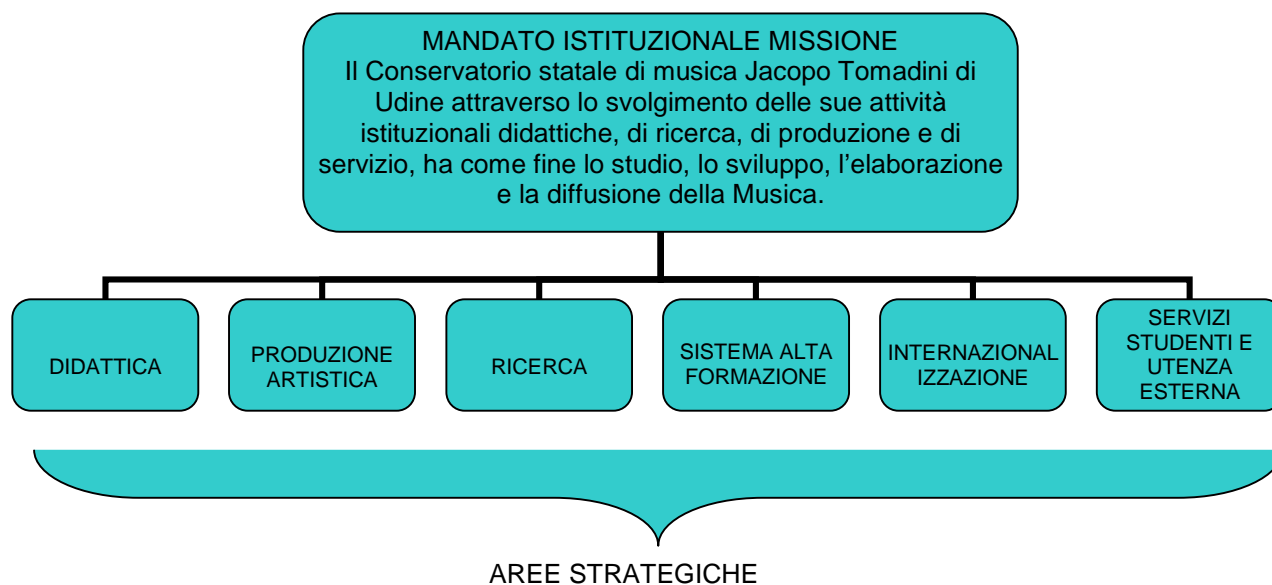 MANDATO ISTITUZIONALE MISSIONE
Il Conservatorio statale di musica Jacopo Tomadini di
Udine attraverso lo svolgimento delle sue attività
istituzionali didattiche, di ricerca, di produzione e di
servizio, ha come fine lo studio, lo sviluppo, l’elaborazione
e la diffusione della Musica.
DIDATTICA
PRODUZIONE
ARTISTICA
RICERCA
SISTEMA ALTA
FORMAZIONE
INTERNAZIONAL
IZZAZIONE
SERVIZI
STUDENTI E
UTENZA
ESTERNA
AREE STRATEGICHE